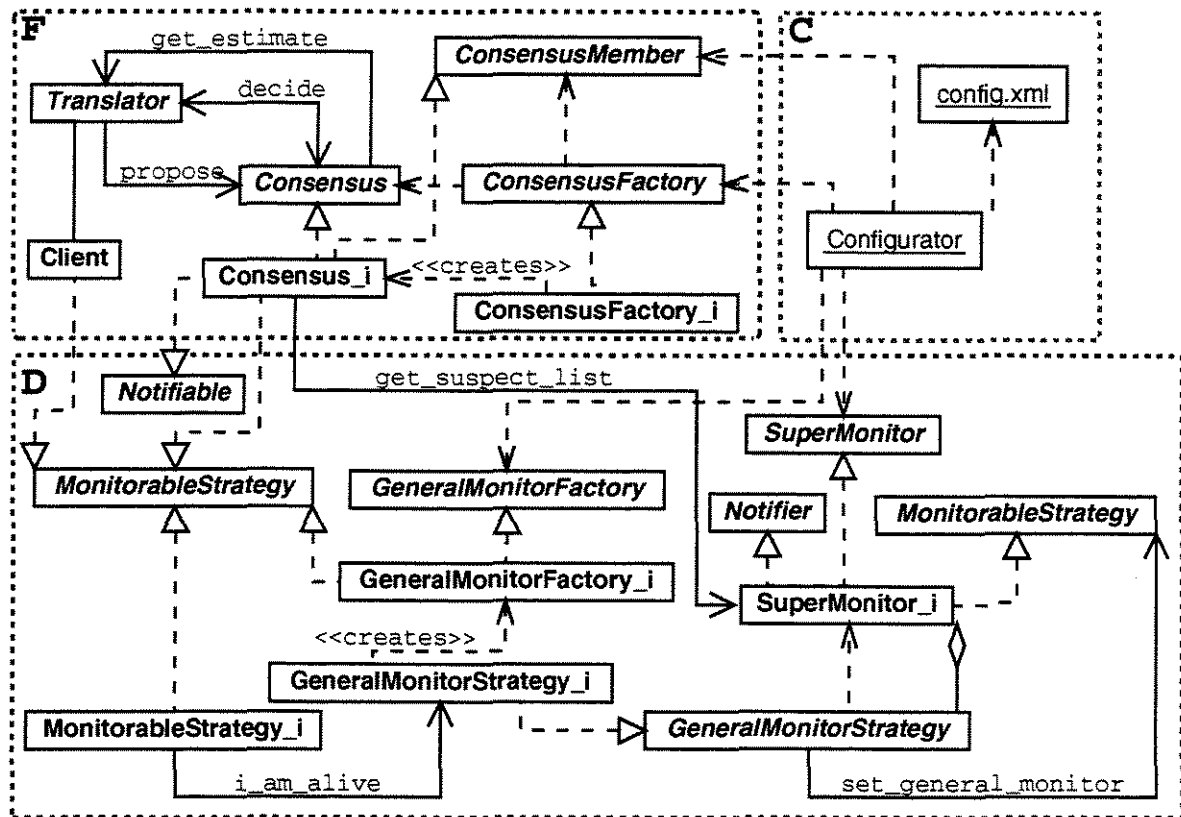 F
C
get_estimate
ConsensusMember
Translator
decide
config.xml
propose
Consensus
ConsensusFactory
Client
Configurator
Consensus_i
<<creates>>
ConsensusFactory_i
D
Notifiable
get_suspect_list
SuperMonitor
MonitorableStrategy
GeneralMonitorFactory
Notifier
MonitorableStrategy
GeneralMonitorFactory_i
SuperMonitor_i
<<creates>>
GeneralMonitorStrategy_i
MonitorableStrategy_i
GeneralMonitorStrategy
i_am_alive
set_general_monitor